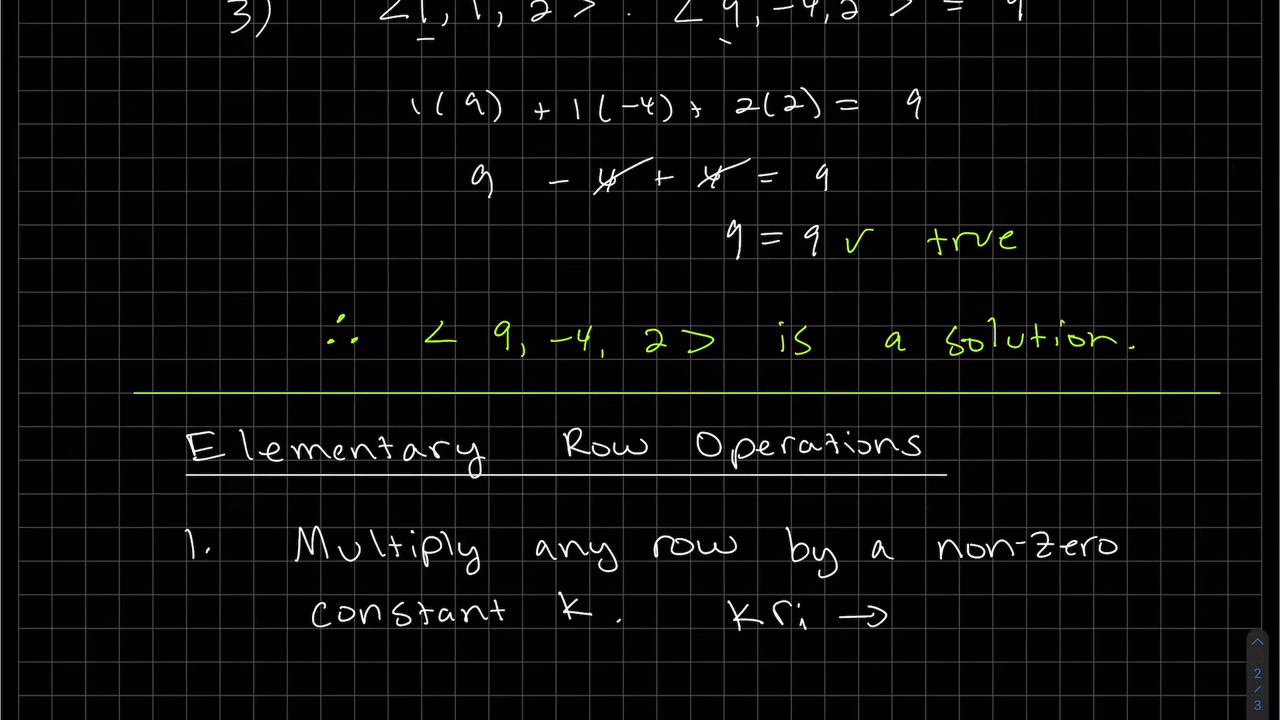 3) <1, 1, 2> · <9, -4, 2> = 9
1(9) + 1(-4) + 2(2) = 9
9 - 4 + 4 = 9
9 = 9 ✓ true
∴ <9, -4, 2> is a solution.
Elementary Row Operations
1. Multiply any row by a non-zero
constant k. kri →
2
/
3